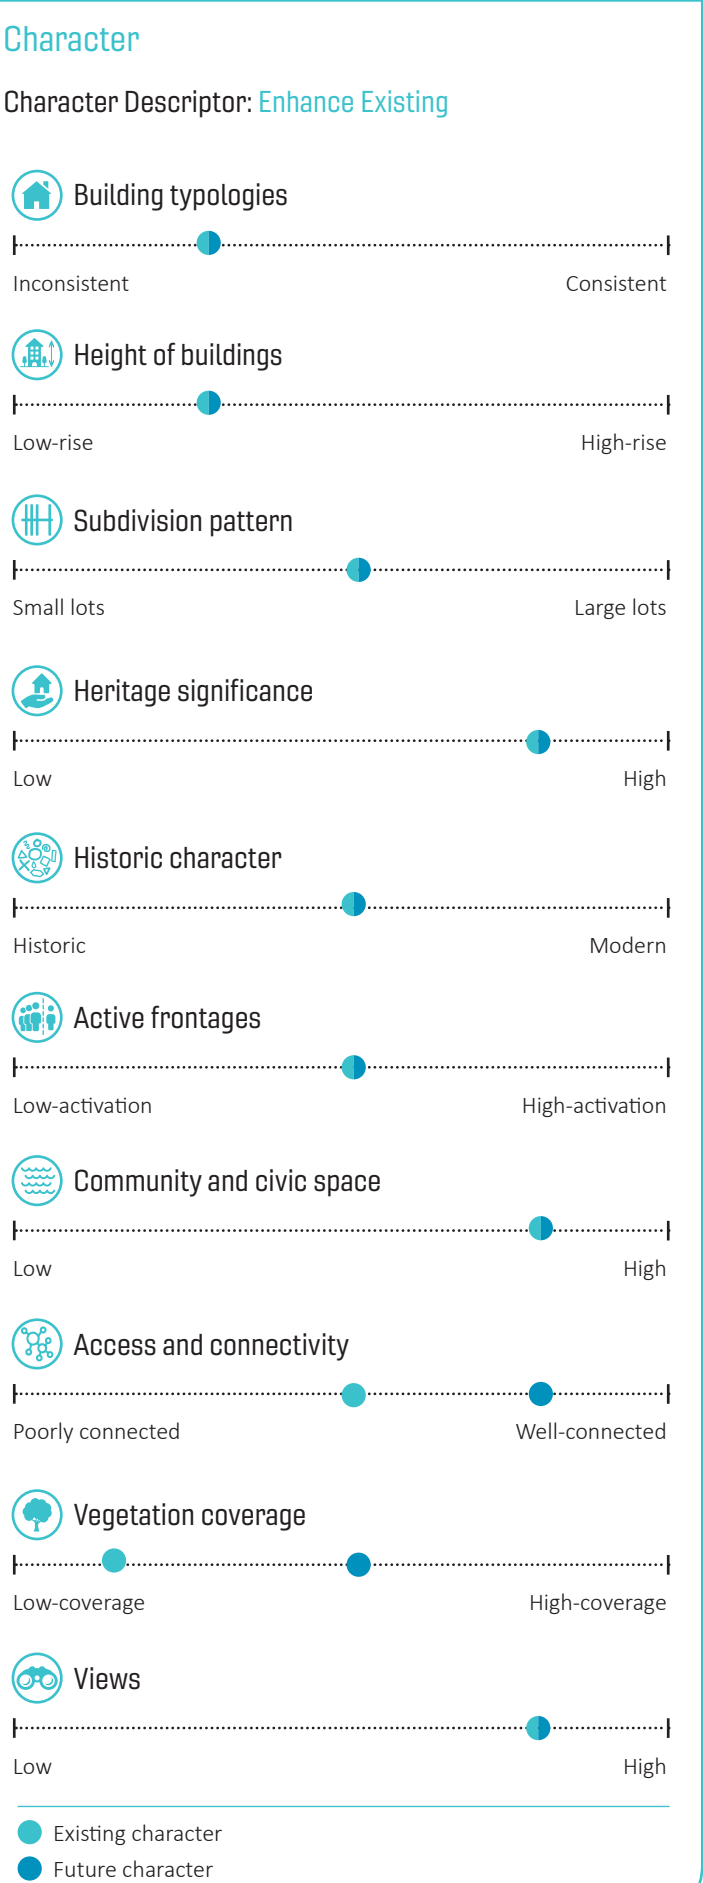 Character
Character Descriptor: Enhance Existing
Building typologies
Inconsistent Consistent
Height of buildings
Low-rise High-rise
Subdivision pattern
Small lots Large lots
Heritage significance
Low High
Historic character
Historic Modern
Active frontages
Low-activation High-activation
Community and civic space
Low High
Access and connectivity
Poorly connected Well-connected
Vegetation coverage
Low-coverage High-coverage
Views
Low High
Existing character
Future character